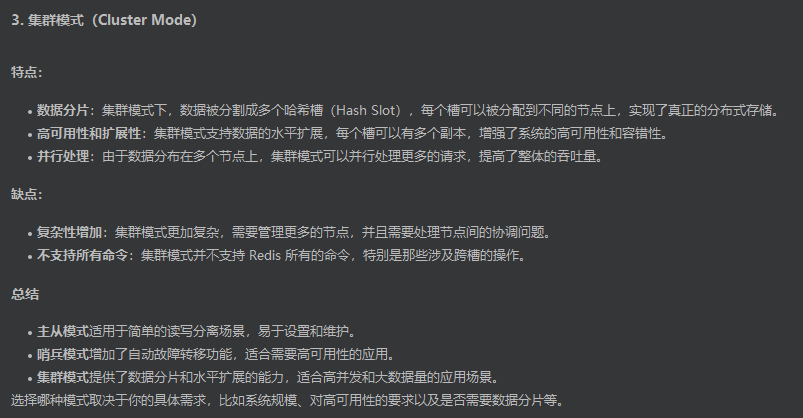 3. 集群模式（Cluster Mode）
特点：
• 数据分片：集群模式下，数据被分割成多个哈希槽（Hash Slot），每个槽可以被分配到不同的节点上，实现了真正的分布式存储。
• 高可用性和扩展性：集群模式支持数据的水平扩展，每个槽可以有多个副本，增强了系统的高可用性和容错性。
• 并行处理：由于数据分布在多个节点上，集群模式可以并行处理更多的请求，提高了整体的吞吐量。
缺点：
• 复杂性增加：集群模式更加复杂，需要管理更多的节点，并且需要处理节点间的协调问题。
• 不支持所有命令：集群模式并不支持 Redis 所有的命令，特别是那些涉及跨槽的操作。
总结
• 主从模式适用于简单的读写分离场景，易于设置和维护。
• 哨兵模式增加了自动故障转移功能，适合需要高可用性的应用。
• 集群模式提供了数据分片和水平扩展的能力，适合高并发和大数据量的应用场景。
选择哪种模式取决于你的具体需求，比如系统规模、对高可用性的要求以及是否需要数据分片等。